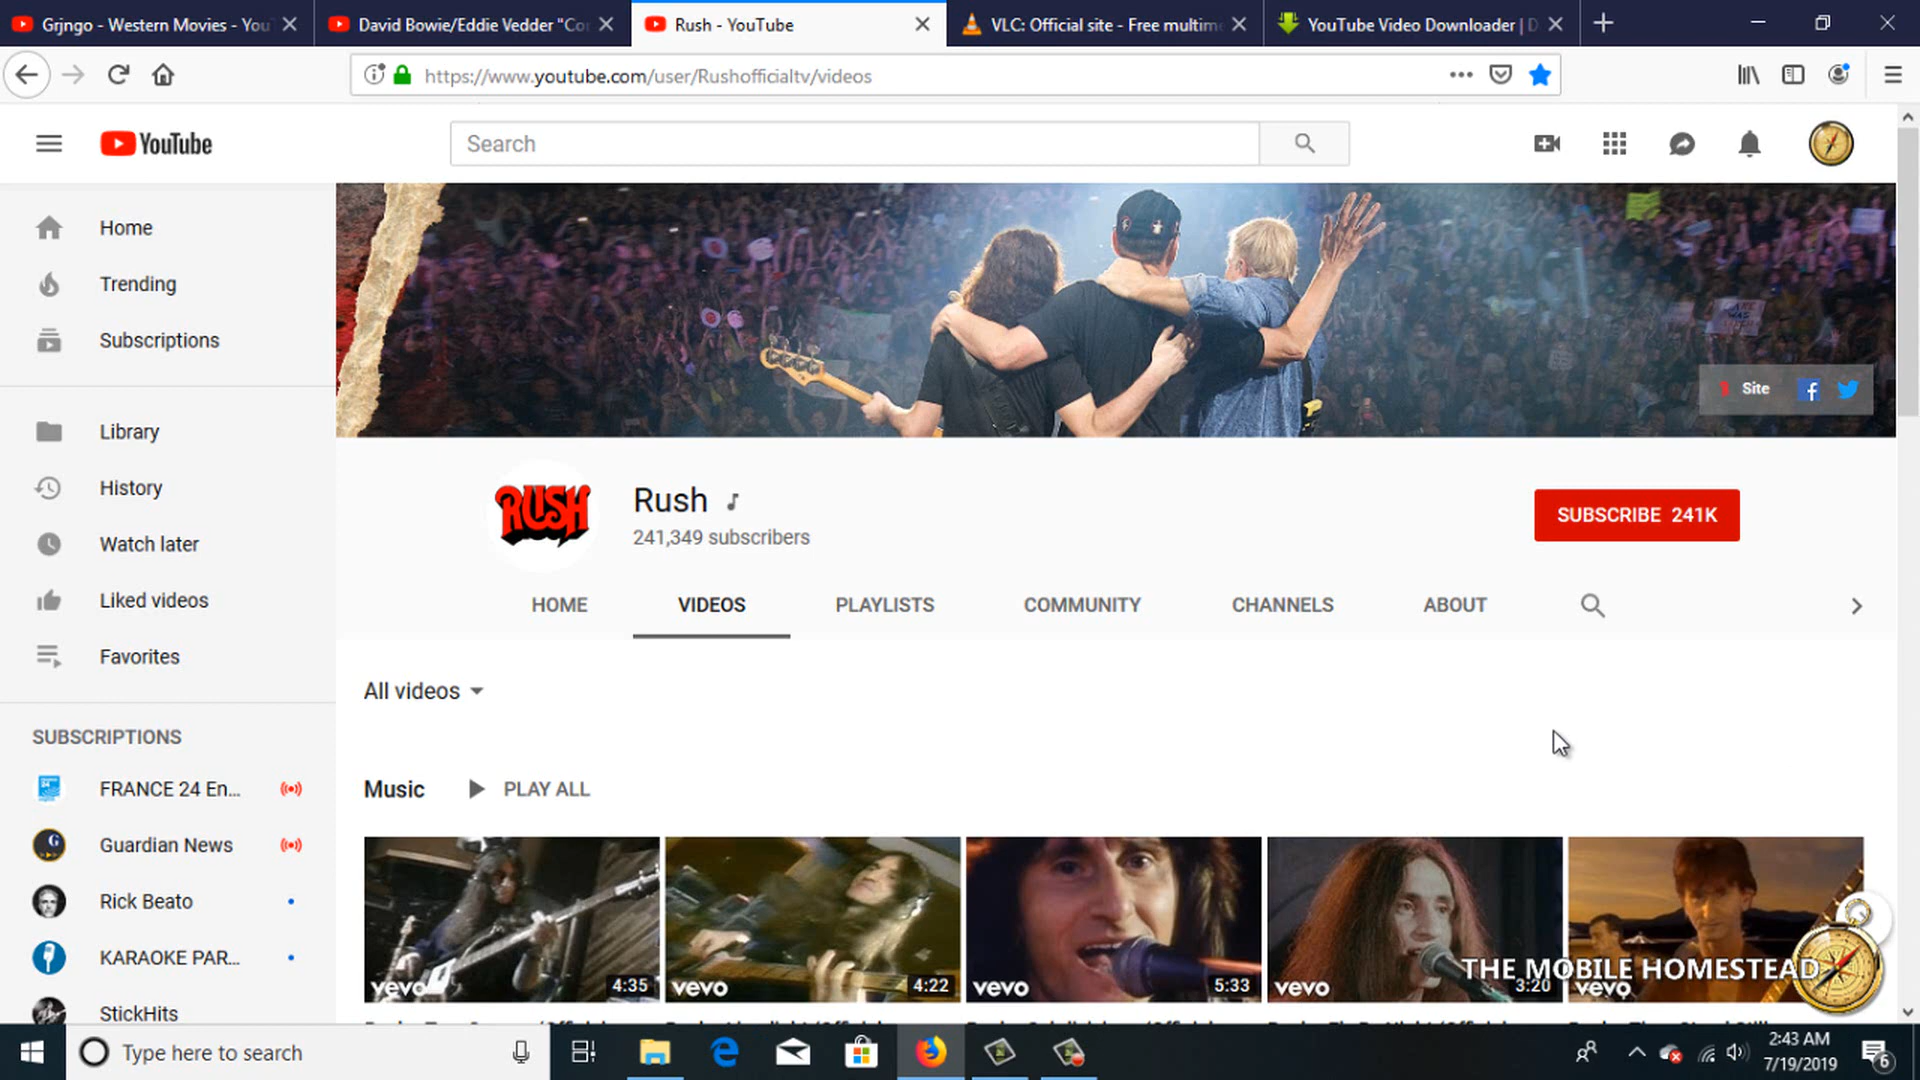 Grjngo - Western Movies - You
David Bowie/Eddie Vedder "Co
Rush - YouTube
VLC: Official site - Free multim
YouTube Video Downloader | D
https://www.youtube.com/user/Rushofficialtv/videos
YouTube
Search
Home
Trending
Subscriptions
Library
History
Watch later
Liked videos
Favorites
SUBSCRIPTIONS
FRANCE 24 En...
Guardian News
Rick Beato
KARAOKE PAR...
StickHits
Site
RUSH
Rush
241,349 subscribers
SUBSCRIBE 241K
HOME
VIDEOS
PLAYLISTS
COMMUNITY
CHANNELS
ABOUT
All videos
Music
PLAY ALL
vevo
4:35
vevo
4:22
vevo
5:33
vevo
3:20
vevo
THE MOBILE HOMESTEAD
Type here to search
2:43 AM
7/19/2019
6